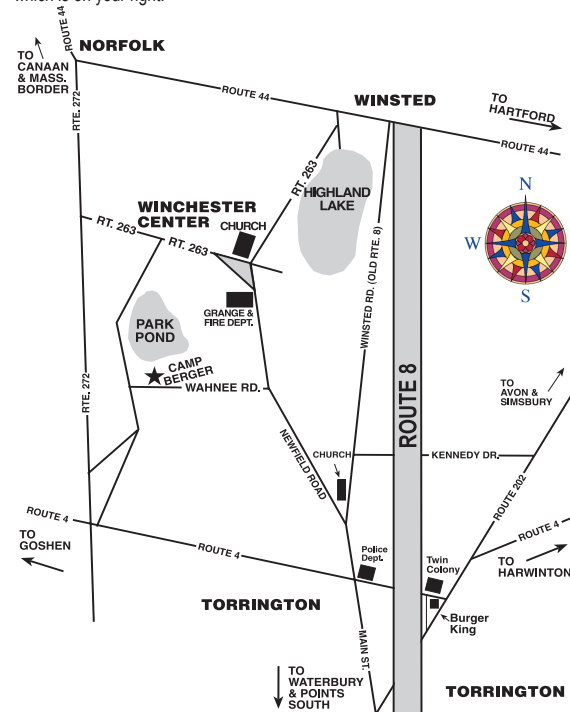 which is on your right.
ROUTE 44
NORFOLK
TO
CANAAN
& MASS.
BORDER
RTE. 272
ROUTE 44
WINSTED
TO
HARTFORD
ROUTE 44
RT. 263
HIGHLAND
LAKE
N
W
S
WINCHESTER
CENTER
CHURCH
RT. 263
RT. 263
WINSTED RD. (OLD RTE. 8)
GRANGE &
FIRE DEPT.
PARK
POND
CAMP
BERGER
WAHNEE RD.
RTE. 272
ROUTE 8
TO
AVON &
SIMSBURY
NEWFIELD ROAD
CHURCH
KENNEDY DR.
ROUTE 202
ROUTE 4
TO
GOSHEN
ROUTE 4
Police
Dept.
Twin
Colony
ROUTE 4
TO
HARWINTON
TORRINGTON
Burger
King
MAIN ST.
TO
WATERBURY
& POINTS
SOUTH
TORRINGTON